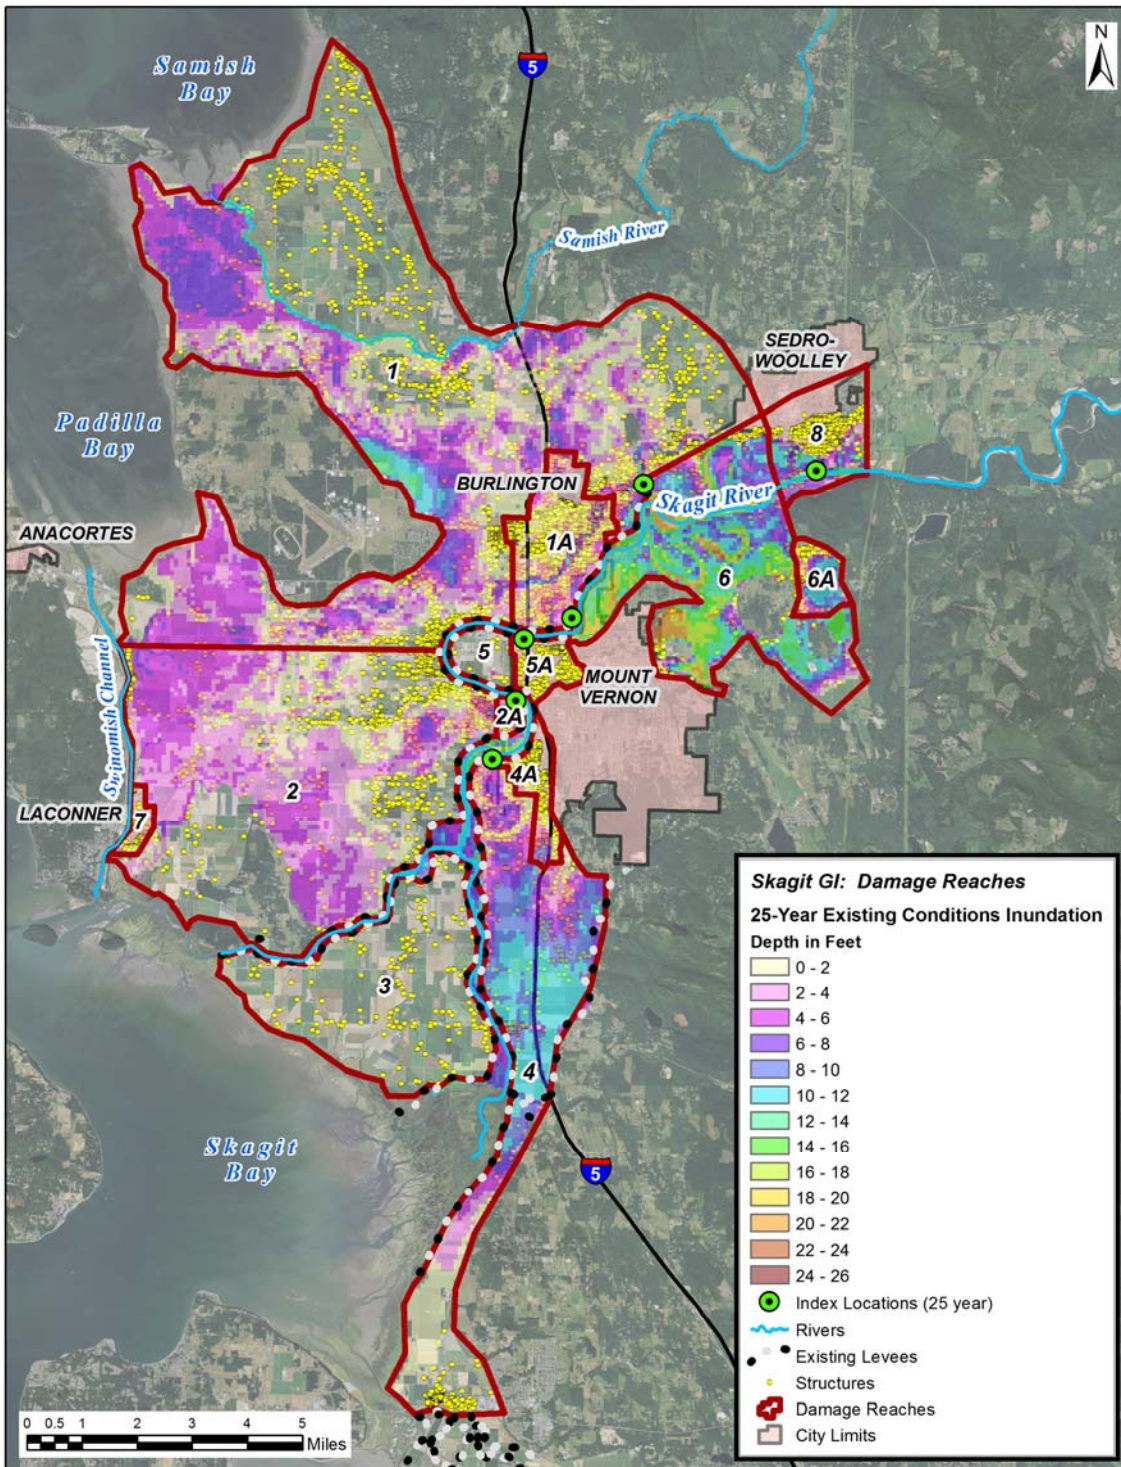 Samish
Bay
5
N
Samish River
SEDRO-
WOOLLEY
1
Padilla
Bay
8
BURLINGTON
Skagit River
ANACORTES
1A
6
6A
5
5A
MOUNT
VERNON
Swinomish Channel
2A
4A
2
LACONNER
7
3
4
Skagit
Bay
5
Skagit GI: Damage Reaches
25-Year Existing Conditions Inundation
Depth in Feet
0 - 2
2 - 4
4 - 6
6 - 8
8 - 10
10 - 12
12 - 14
14 - 16
16 - 18
18 - 20
20 - 22
22 - 24
24 - 26
Index Locations (25 year)
Rivers
Existing Levees
Structures
Damage Reaches
City Limits
0 0.5 1 2 3 4 5
Miles